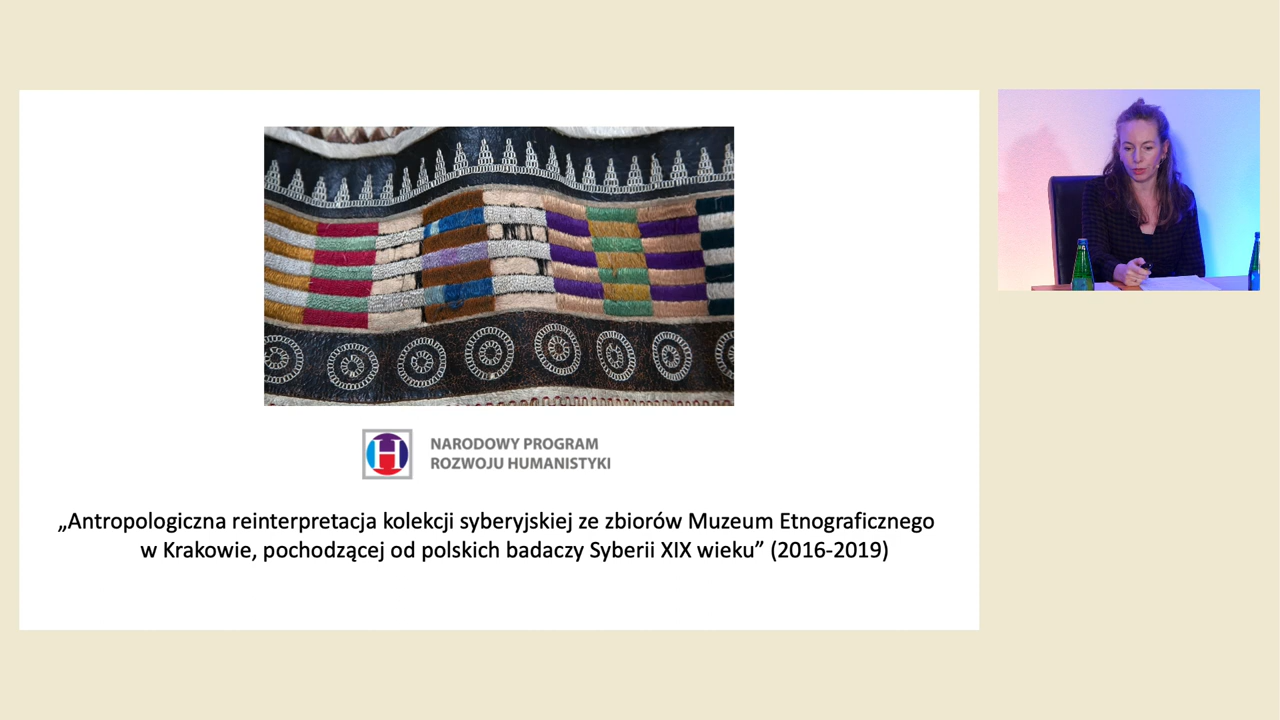 NARODOWY PROGRAM
ROZWOJU HUMANISTYKI
„Antropologiczna reinterpretacja kolekcji syberyjskiej ze zbiorów Muzeum Etnograficznego
w Krakowie, pochodzącej od polskich badaczy Syberii XIX wieku” (2016-2019)